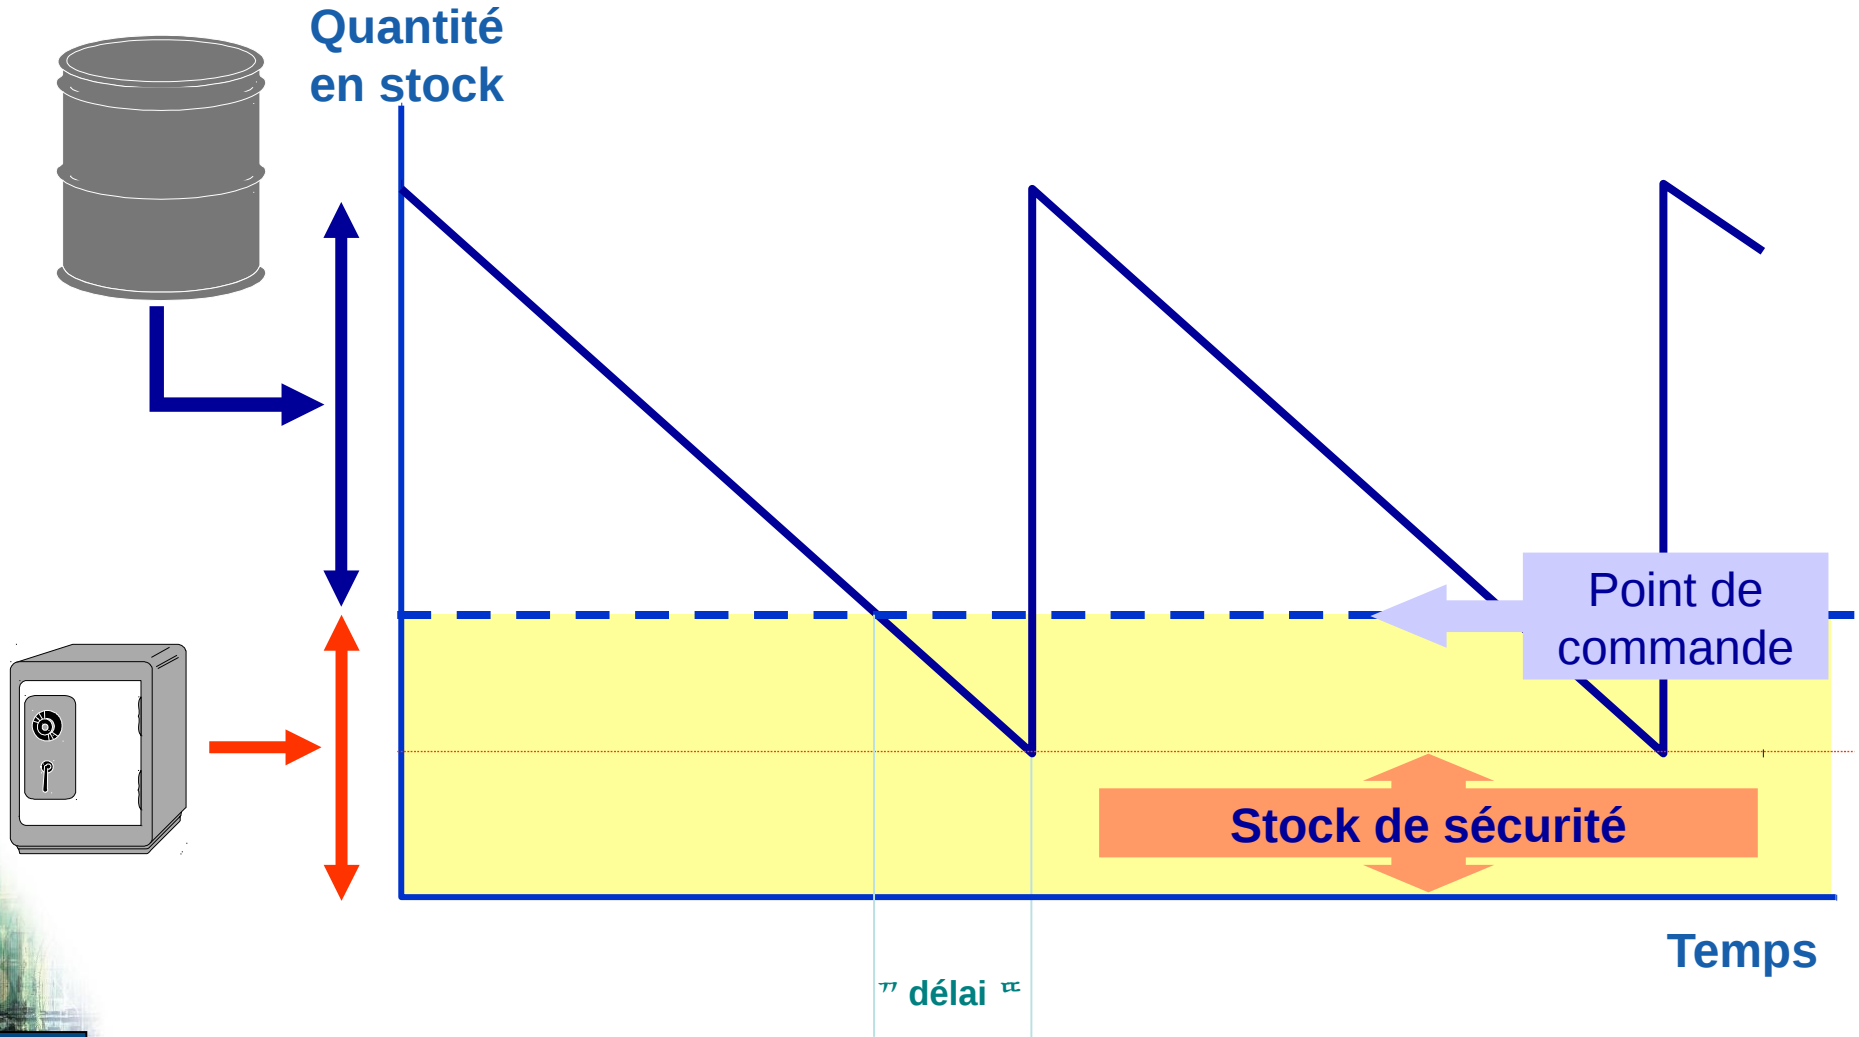 Quantité
en stock
Point de
commande
Stock de sécurité
Temps
ㄲ délai ㅍ